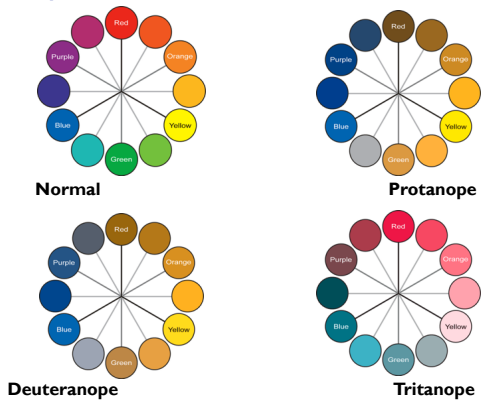 Red
Purple
Orange
Blue
Yellow
Green
Normal
Red
Purple
Orange
Blue
Yellow
Green
Protanope
Red
Purple
Orange
Blue
Yellow
Green
Deuteranope
Red
Purple
Orange
Blue
Yellow
Green
Tritanope